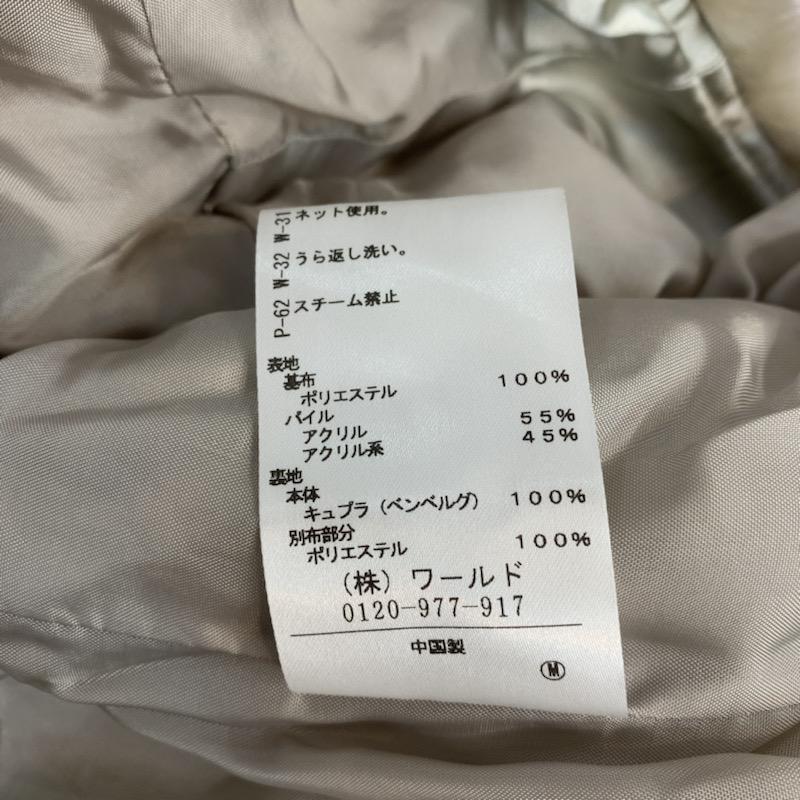 W-31 ネット使用。
W-32 うら返し洗い。
P-62 スチーム禁止
表地
基布
ポリエステル 100%
パイル
アクリル 55%
アクリル系 45%
裏地
本体
キュプラ（ベンベルグ） 100%
別布部分
ポリエステル 100%
（株）ワールド
0120-977-917
中国製
Ⓜ